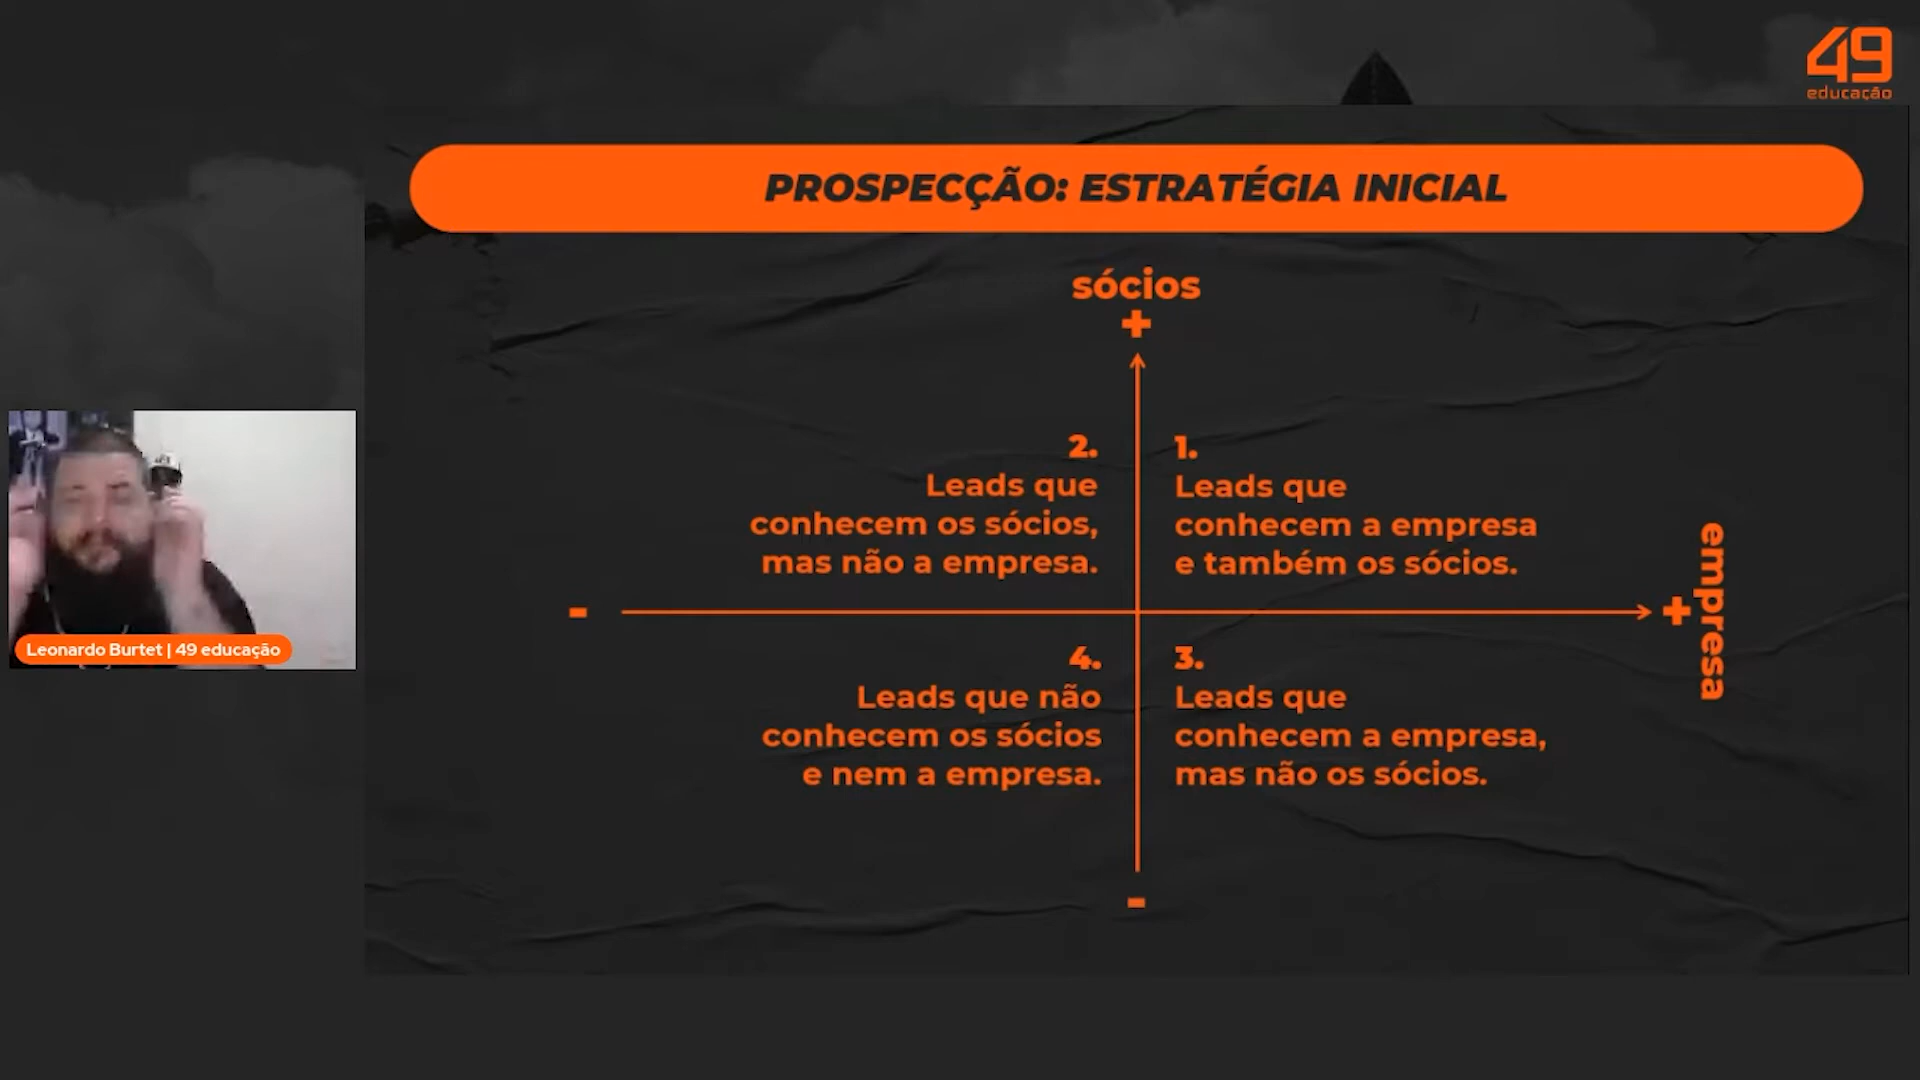 49
educação
PROSPECÇÃO: ESTRATÉGIA INICIAL
sócios
+
2.
Leads que
conhecem os sócios,
mas não a empresa.
1.
Leads que
conhecem a empresa
e também os sócios.
-
+
empresa
4.
Leads que não
conhecem os sócios
e nem a empresa.
3.
Leads que
conhecem a empresa,
mas não os sócios.
-
Leonardo Burtet | 49 educação